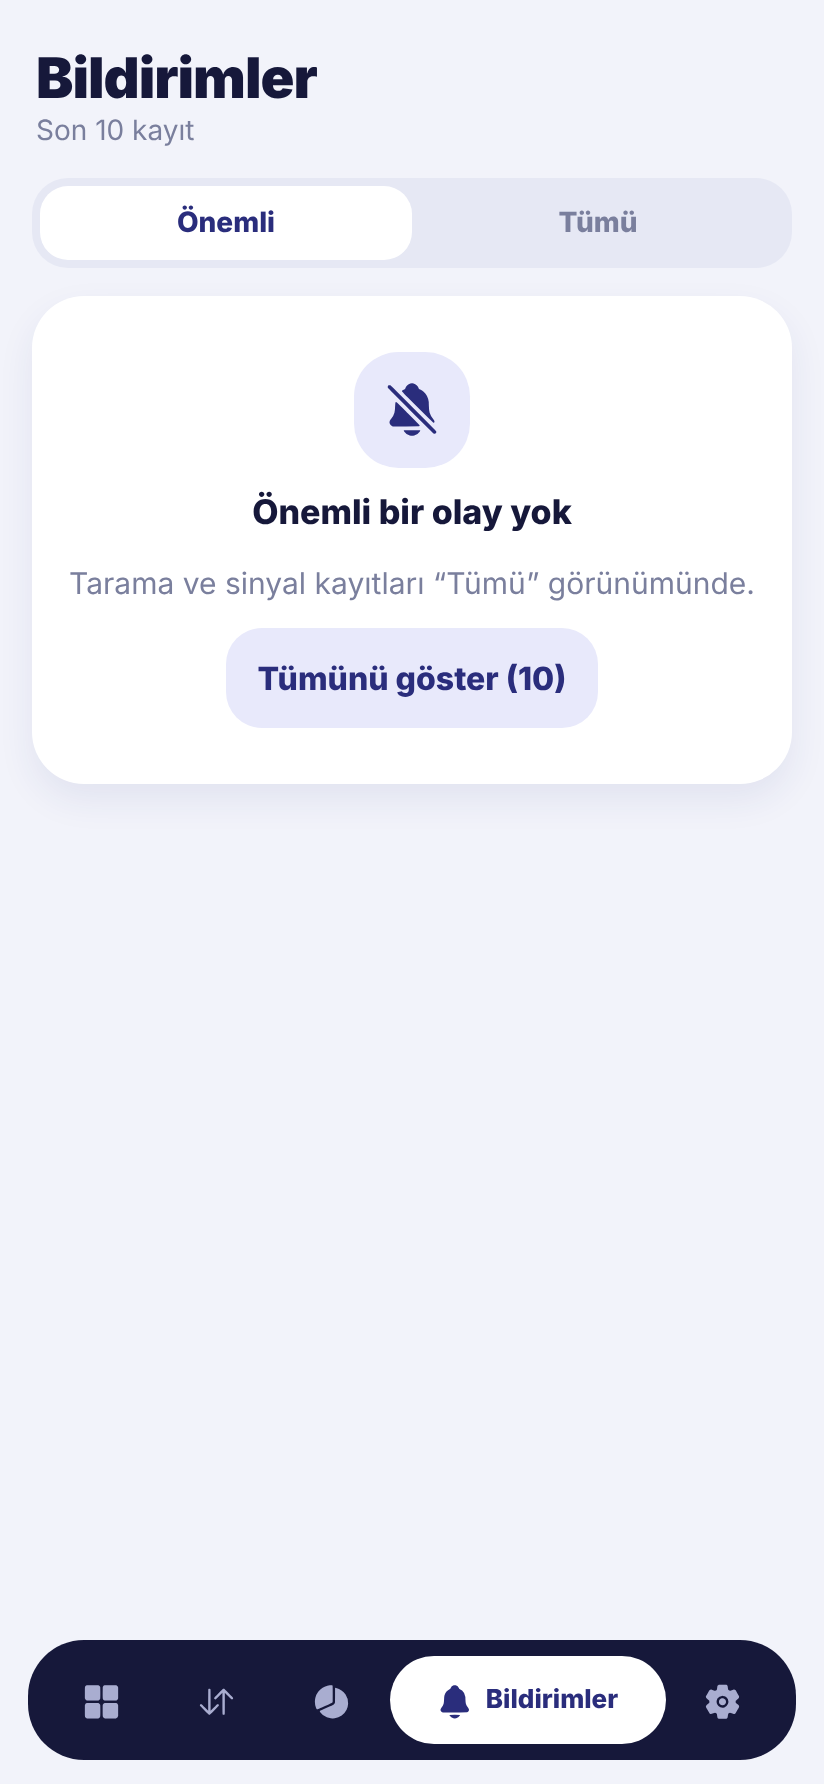 Bildirimler
Son 10 kayıt
Önemli
Tümü
Önemli bir olay yok
Tarama ve sinyal kayıtları “Tümü” görünümünde.
Tümünü göster (10)
Bildirimler